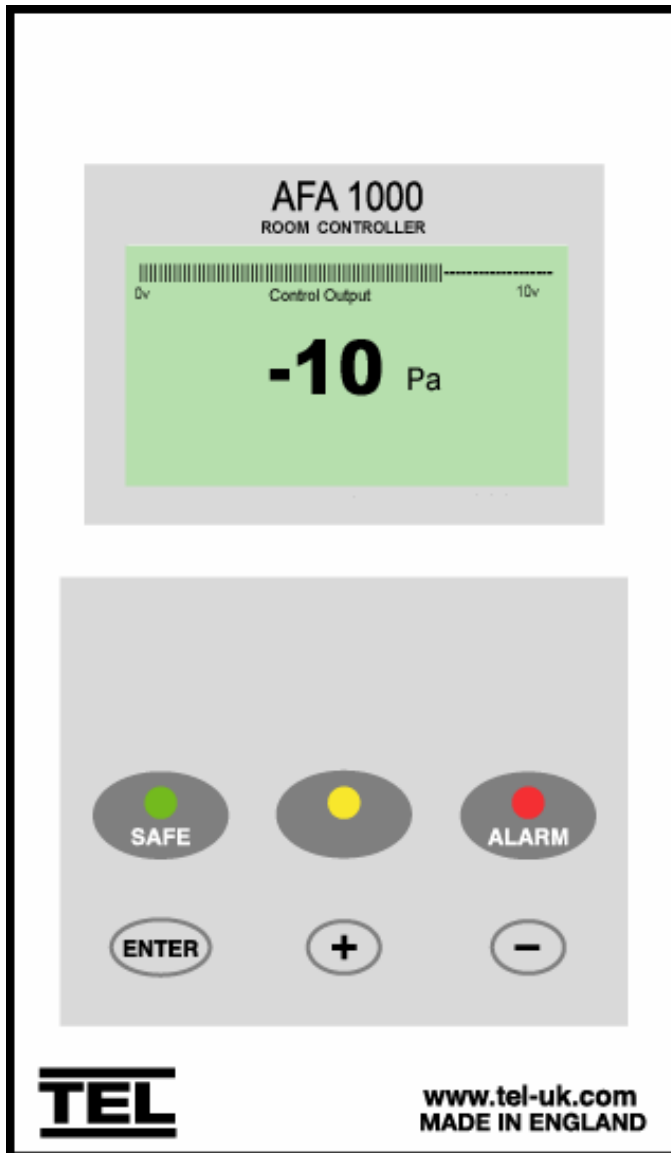 AFA 1000
ROOM CONTROLLER
0v Control Output 10v
-10 Pa
SAFE ALARM
ENTER + -
TEL
www.tel-uk.com
MADE IN ENGLAND